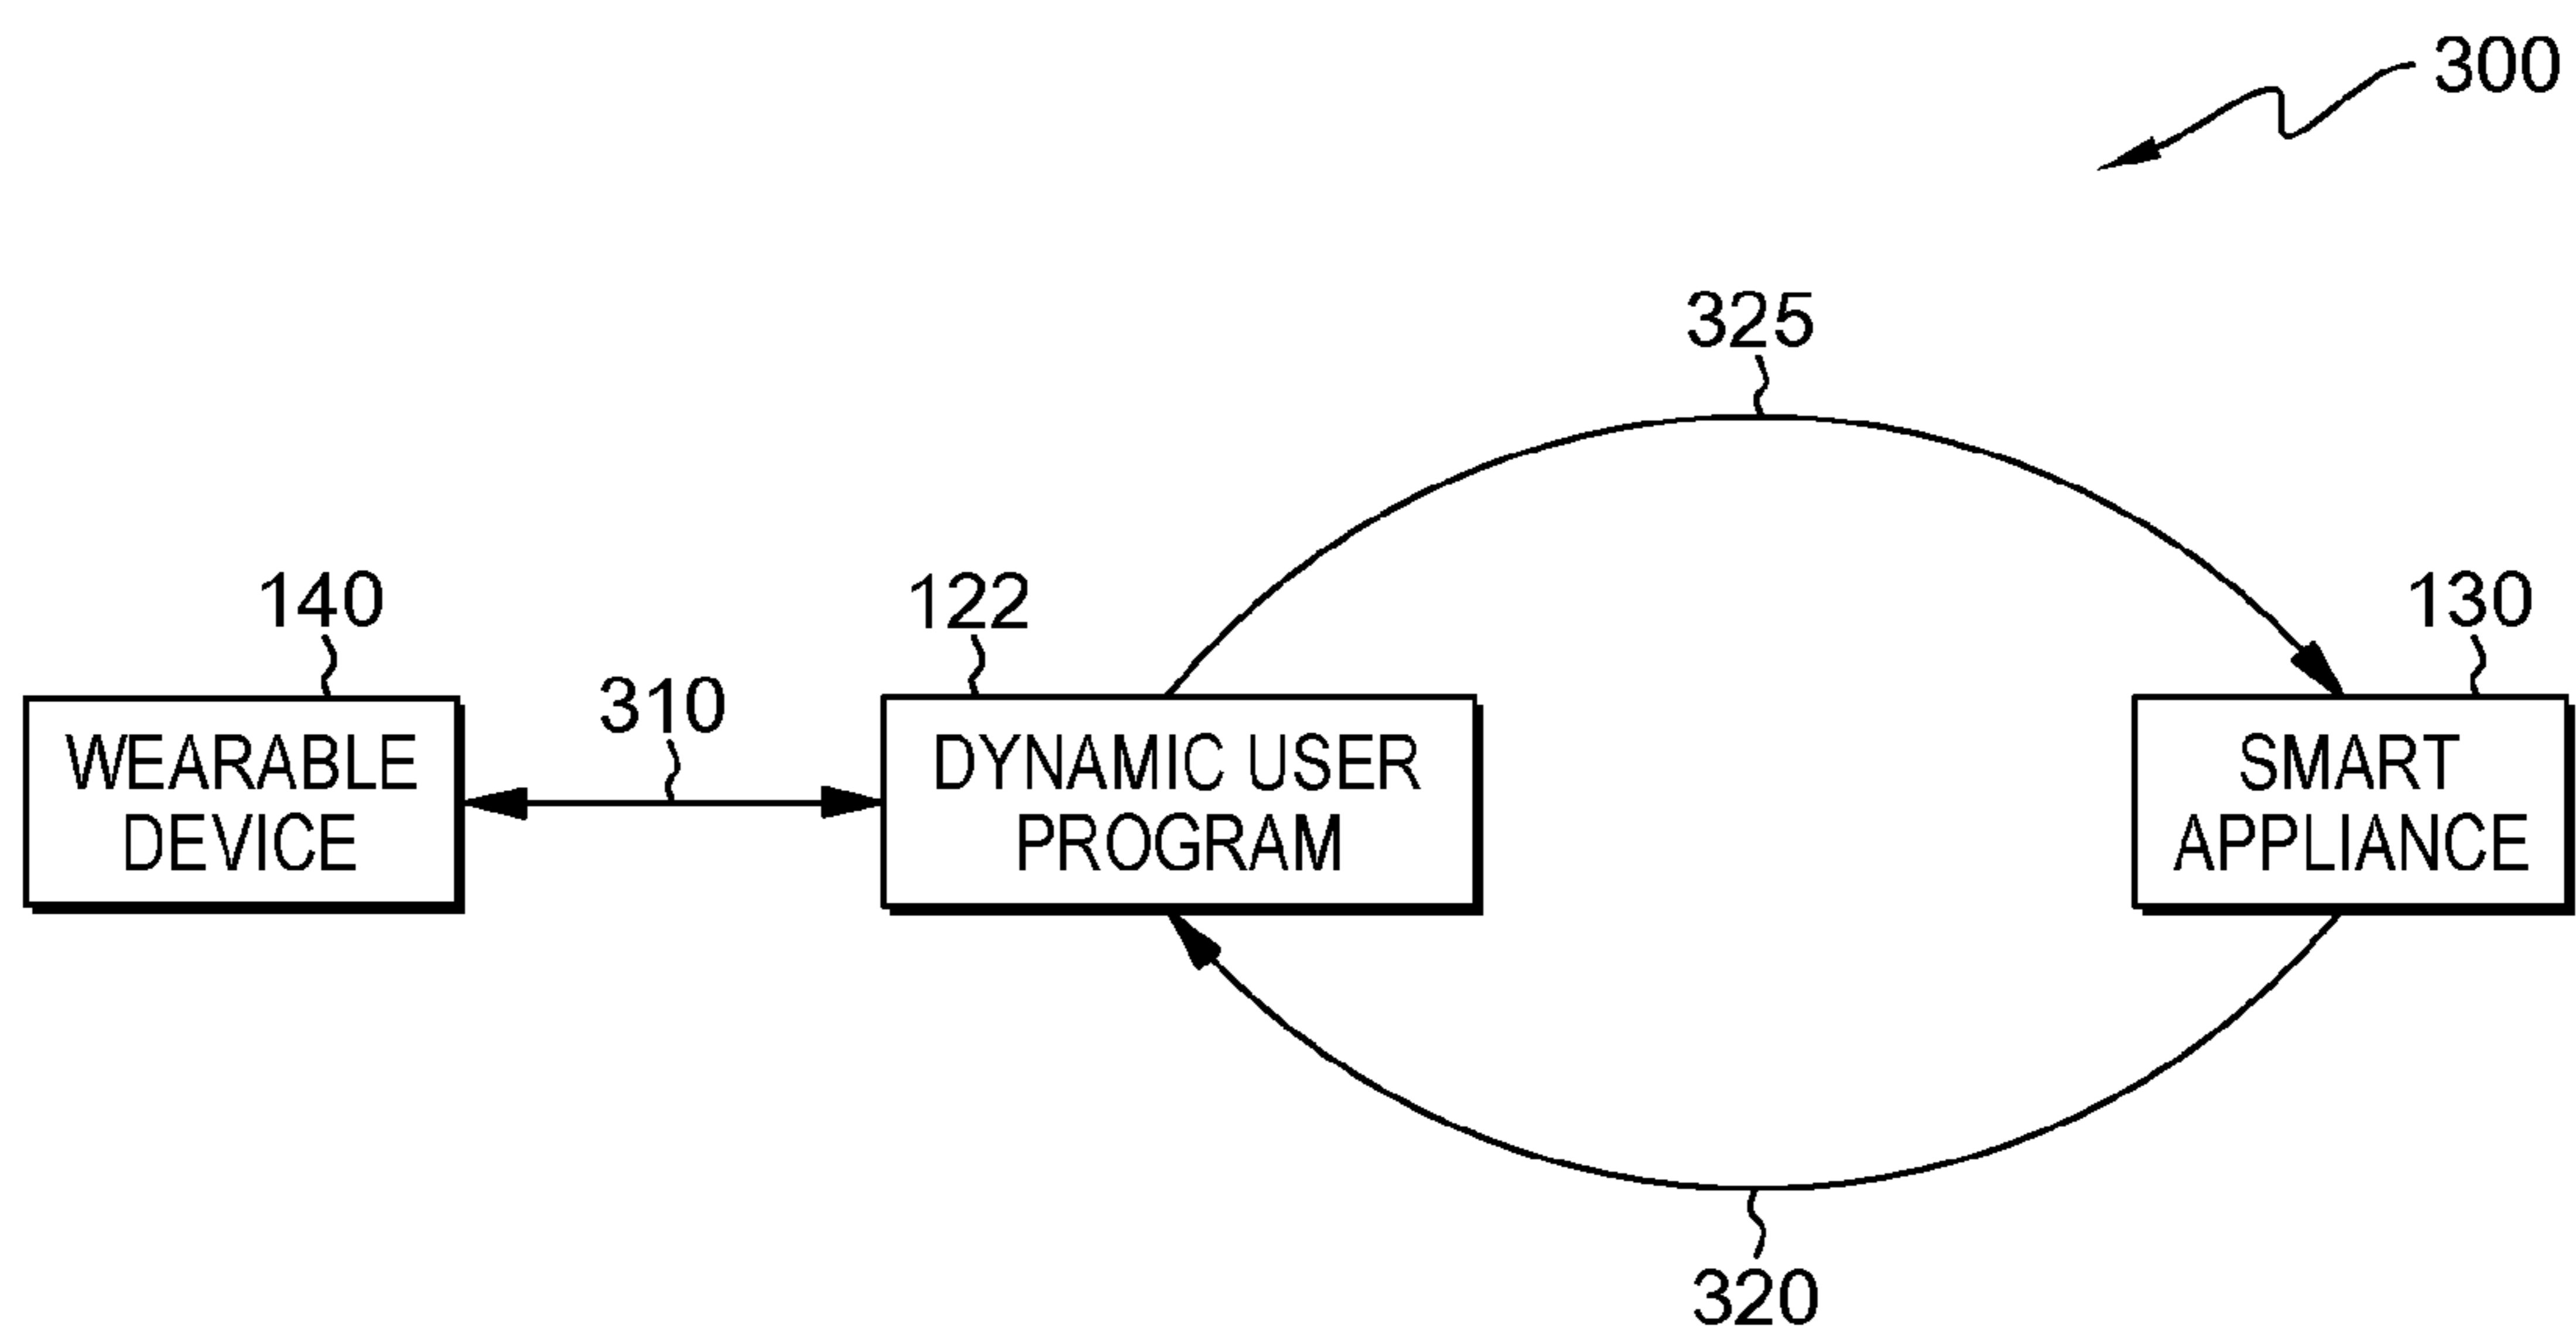 300
325
140
122
130
310
WEARABLE
DEVICE
DYNAMIC USER
PROGRAM
SMART
APPLIANCE
320